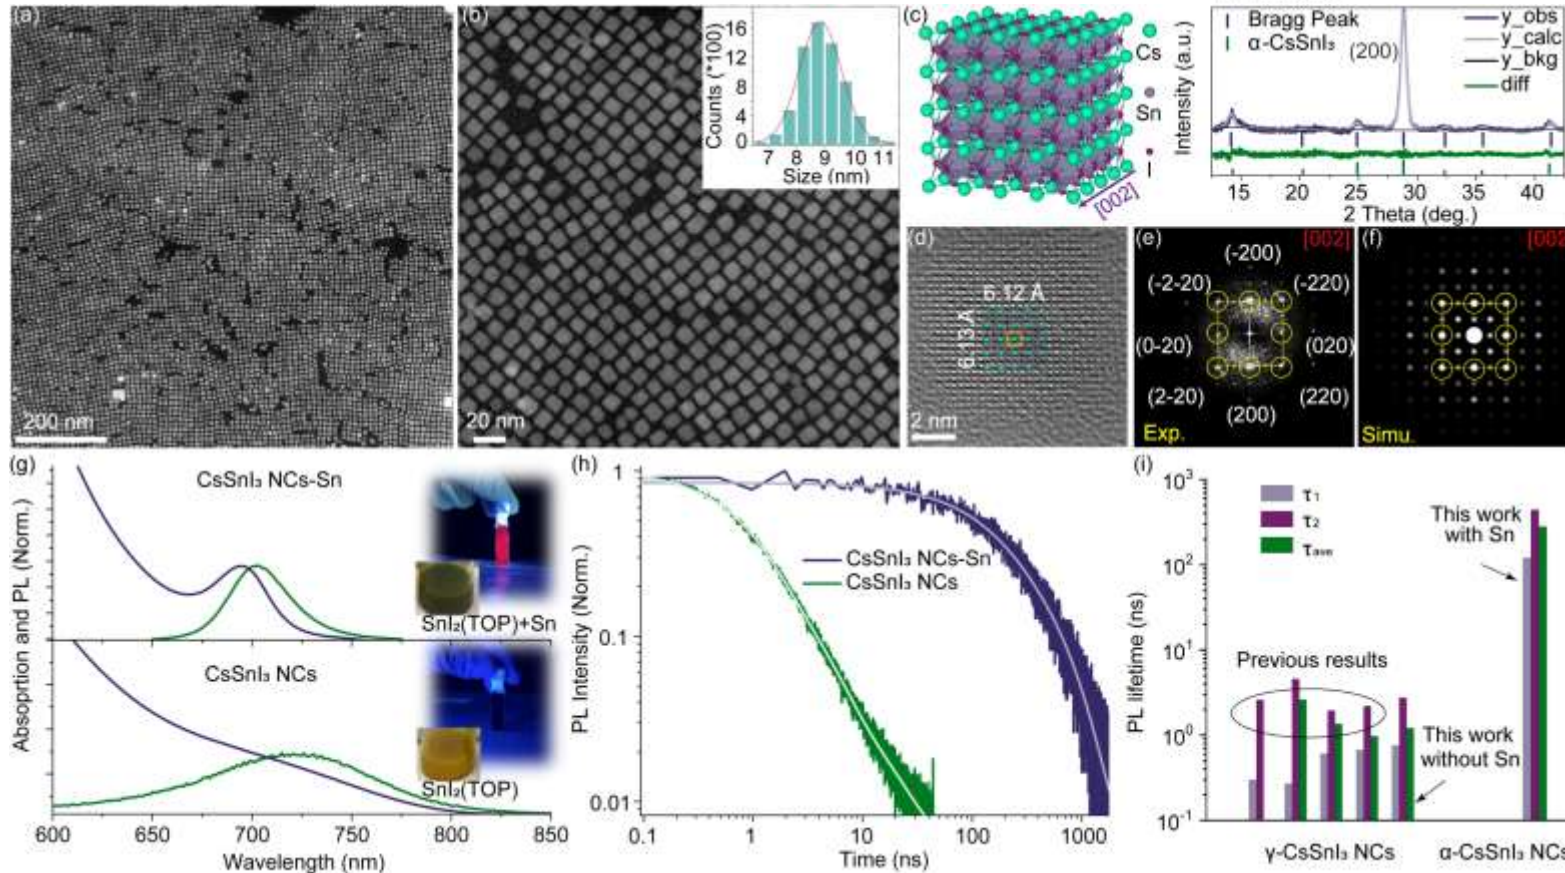 (a)
200 nm
(b)
20 nm
Counts (*100)
16
12
8
4
0
7 8 9 10 11
Size (nm)
(c)
Cs
Sn
I
[002]
Intensity (a.u.)
Bragg Peak
α-CsSnI₃
(200)
y_obs
y_calc
y_bkg
diff
15 20 25 30 35 40
2 Theta (deg.)
(d)
6.12 Å
6.13 Å
2 nm
(e)
[002]
(-200)
(-2-20)
(-220)
(0-20)
(020)
(2-20)
(200)
(220)
Exp.
(f)
[002
Simu.
(g)
CsSnI₃ NCs-Sn
SnI₂(TOP)+Sn
CsSnI₃ NCs
SnI₂(TOP)
Absoprtion and PL (Norm.)
600 650 700 750 800 850
Wavelength (nm)
(h)
PL Intensity (Norm.)
1
0.1
0.01
CsSnI₃ NCs-Sn
CsSnI₃ NCs
0.1 1 10 100 1000
Time (ns)
(i)
PL lifetime (ns)
10³
10²
10¹
10⁰
10⁻¹
τ₁
τ₂
τₐᵥₑ
This work
with Sn
Previous results
This work
without Sn
γ-CsSnI₃ NCs
α-CsSnI₃ NCs